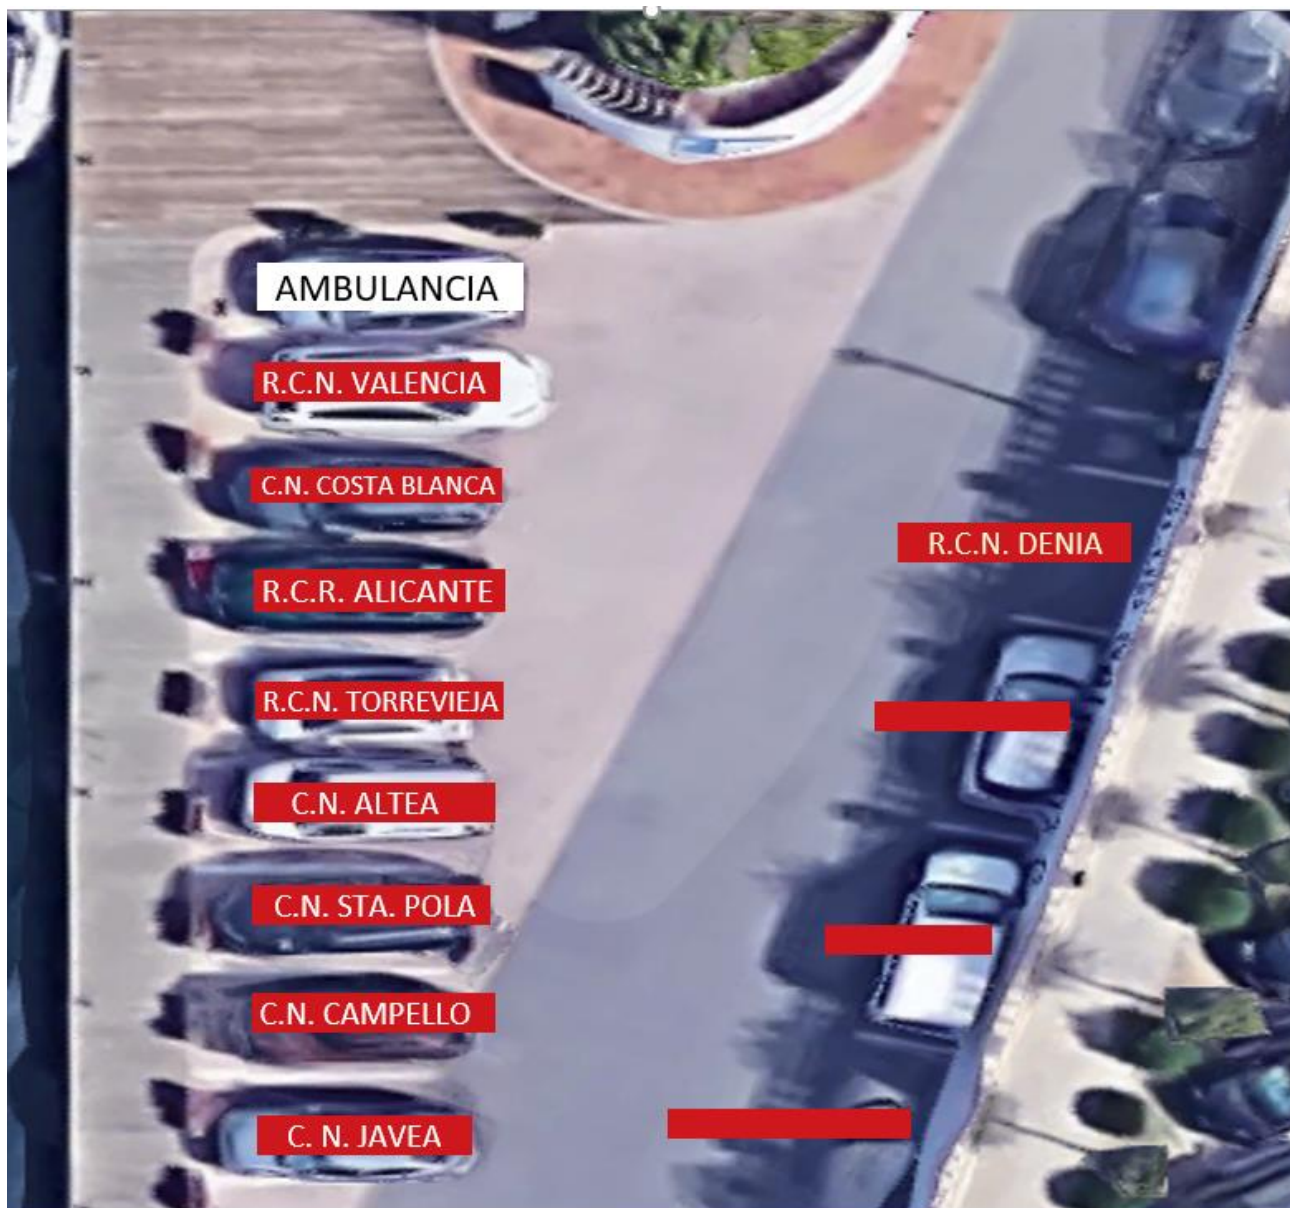 AMBULANCIA
R.C.N. VALENCIA
C.N. COSTA BLANCA
R.C.R. ALICANTE
R.C.N. DENIA
R.C.N. TORREVIEJA
C.N. ALTEA
C.N. STA. POLA
C.N. CAMPELLO
C. N. JAVEA